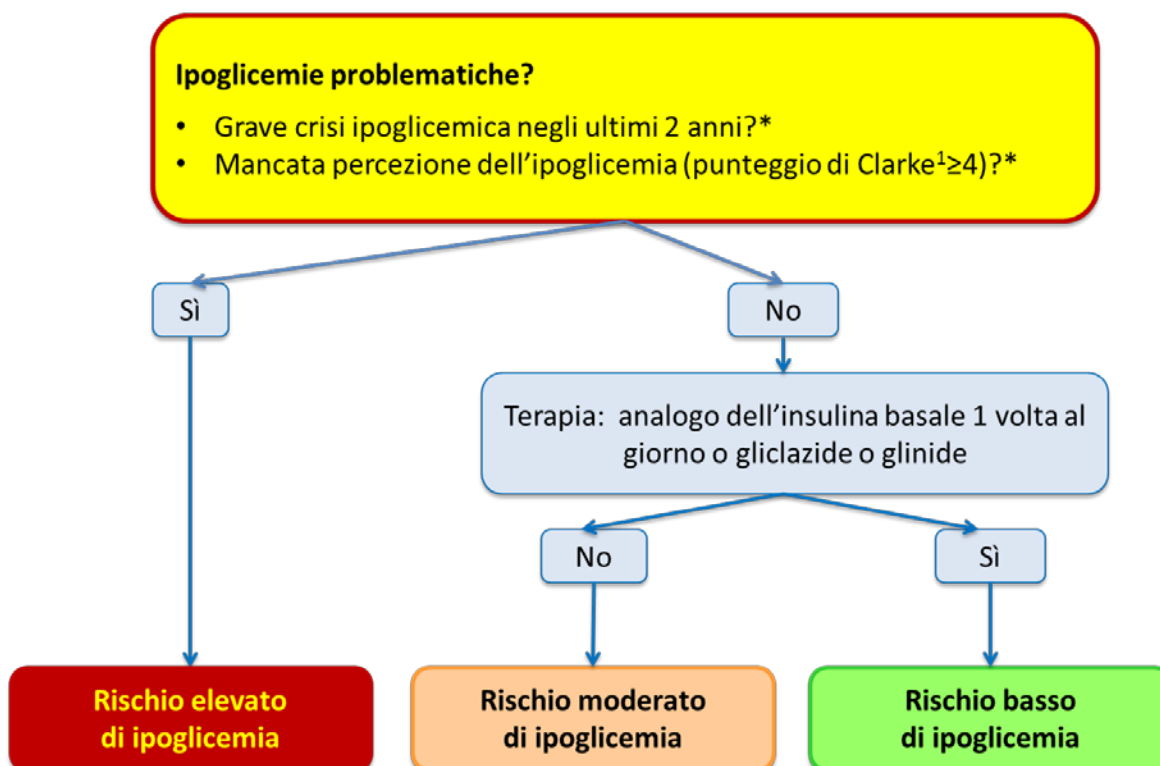 Ipoglicemie problematiche?
• Grave crisi ipoglicemica negli ultimi 2 anni?*
• Mancata percezione dell’ipoglicemia (punteggio di Clarke¹≥4)?*
Sì
No
Terapia: analogo dell’insulina basale 1 volta al
giorno o gliclazide o glinide
No
Sì
Rischio elevato
di ipoglicemia
Rischio moderato
di ipoglicemia
Rischio basso
di ipoglicemia